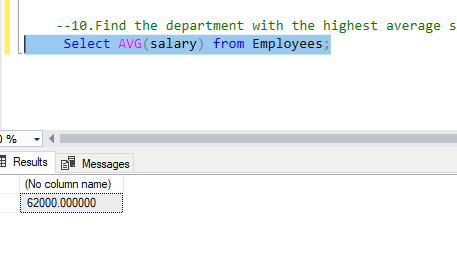 --10.Find the department with the highest average s
Select AVG(salary) from Employees;
%
Results Messages
(No column name)
62000.000000